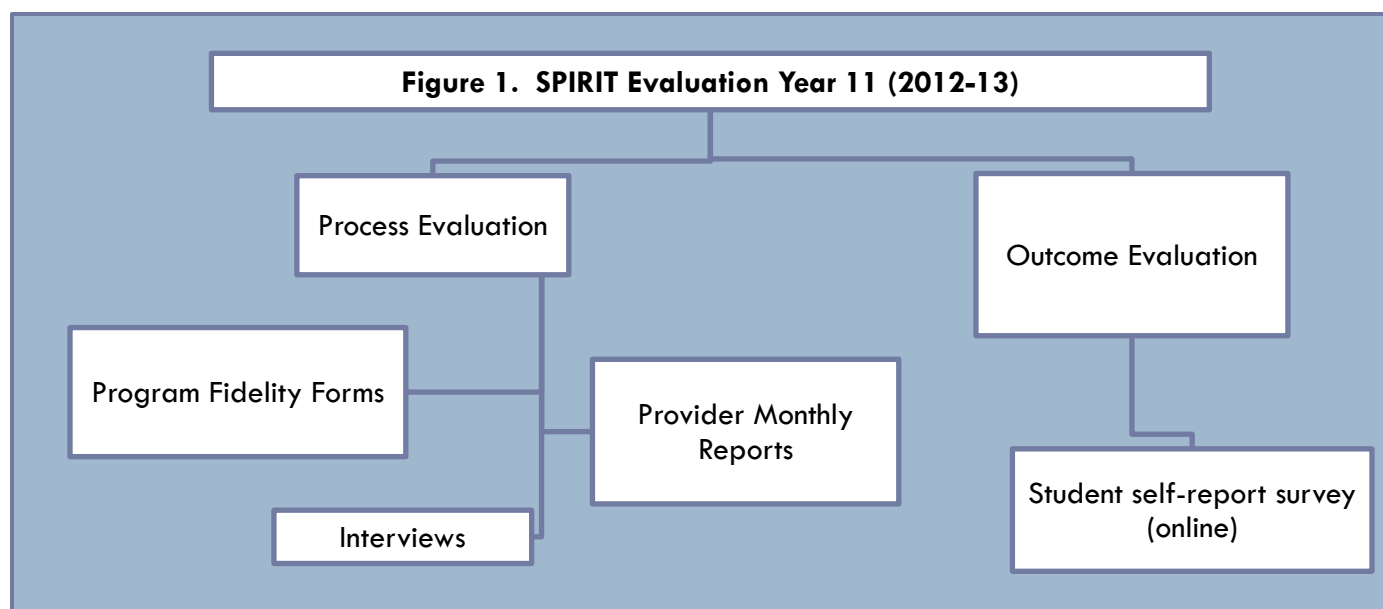 Figure 1.  SPIRIT Evaluation Year 11 (2012-13)
Process Evaluation
Outcome Evaluation
Program Fidelity Forms
Provider Monthly
Reports
Interviews
Student self-report survey
(online)